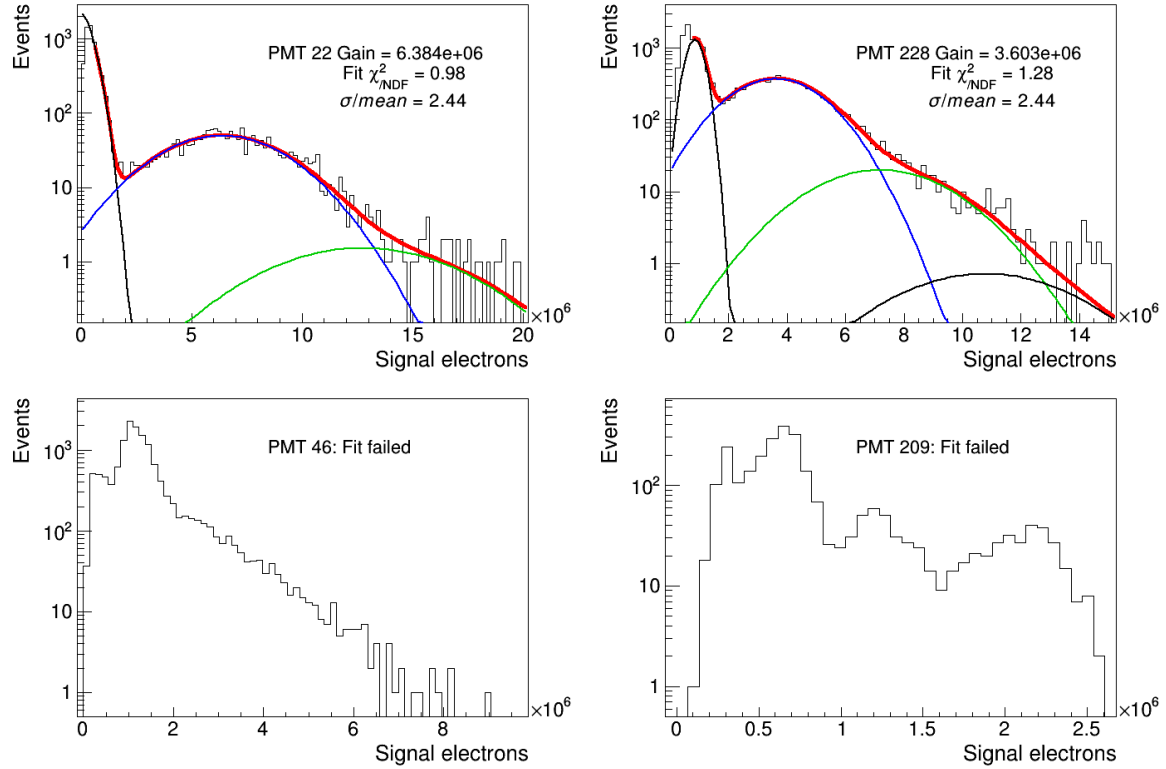 Events
10³
10²
10
1
PMT 22 Gain = 6.384e+06
Fit χ²/NDF = 0.98
σ/mean = 2.44
0 5 10 15 20
×10⁶
Signal electrons
Events
10³
10²
10
1
PMT 228 Gain = 3.603e+06
Fit χ²/NDF = 1.28
σ/mean = 2.44
0 2 4 6 8 10 12 14
×10⁶
Signal electrons
Events
10³
10²
10
1
PMT 46: Fit failed
0 2 4 6 8
×10⁶
Signal electrons
Events
10²
10
1
PMT 209: Fit failed
0 0.5 1 1.5 2 2.5
×10⁶
Signal electrons